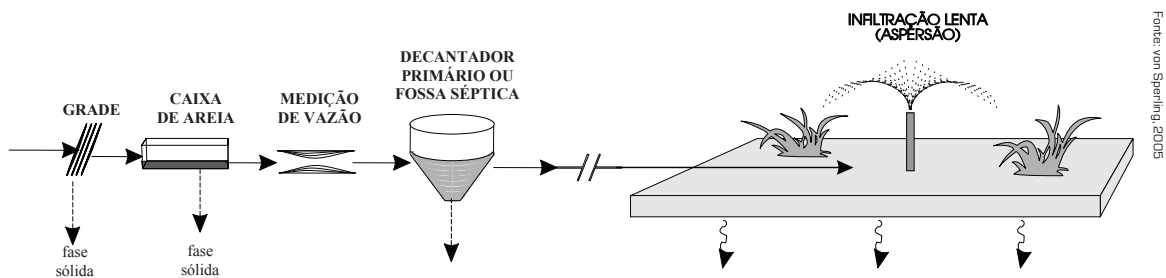 GRADE
CAIXA
DE AREIA
MEDIÇÃO
DE VAZÃO
DECANTADOR
PRIMÁRIO OU
FOSSA SÉPTICA
INFILTRAÇÃO LENTA
(ASPERSÃO)
fase
sólida
fase
sólida
Fonte: von Sperling, 2005